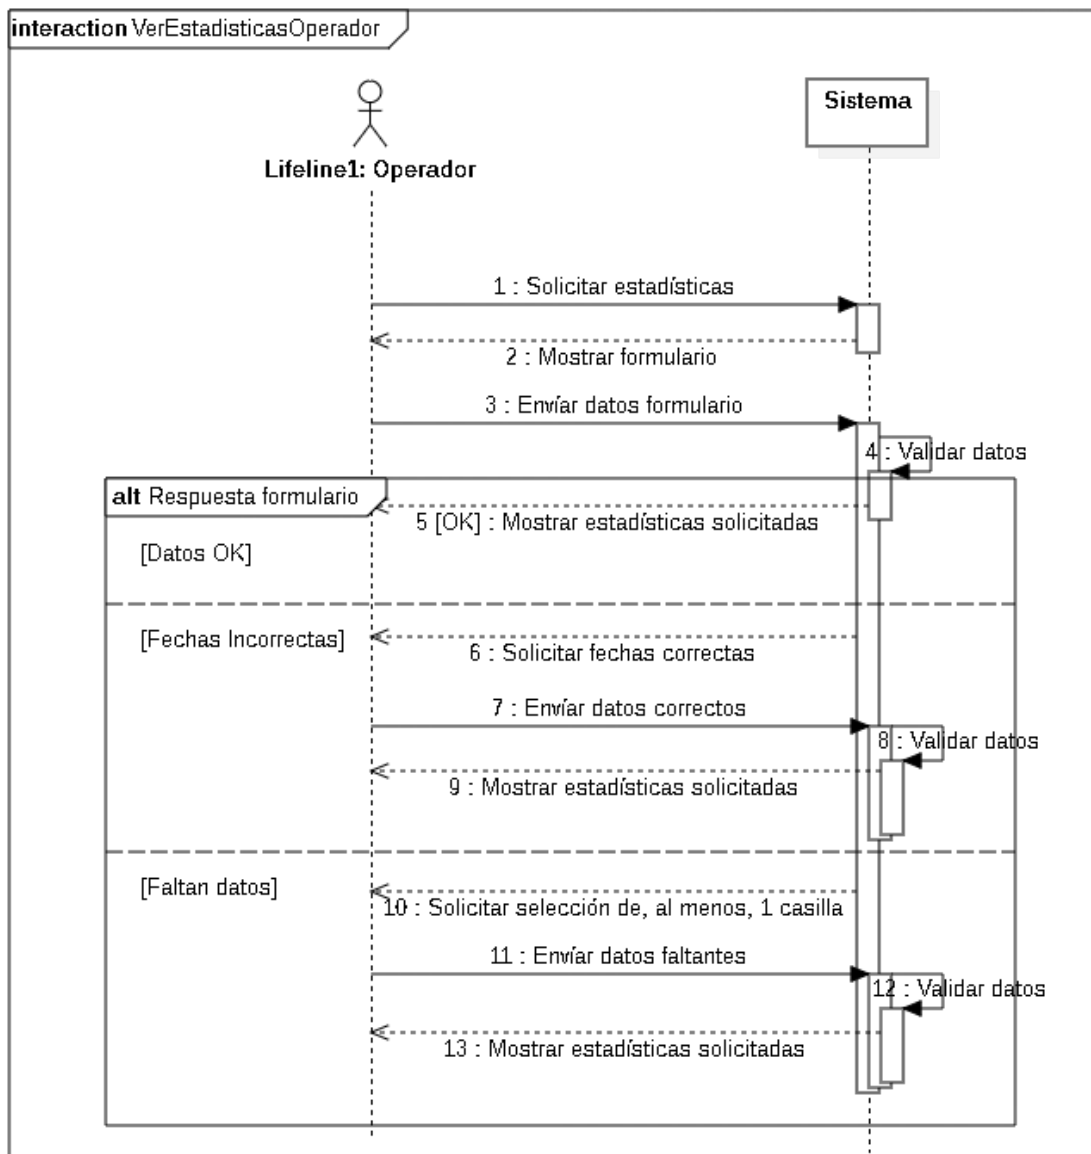 interaction VerEstadisticasOperador
Sistema
Lifeline1: Operador
1 : Solicitar estadísticas
2 : Mostrar formulario
3 : Envíar datos formulario
4 : Validar datos
alt Respuesta formulario
5 [OK] : Mostrar estadísticas solicitadas
[Datos OK]
[Fechas Incorrectas]
6 : Solicitar fechas correctas
7 : Envíar datos correctos
8 : Validar datos
9 : Mostrar estadísticas solicitadas
[Faltan datos]
10 : Solicitar selección de, al menos, 1 casilla
11 : Envíar datos faltantes
12 : Validar datos
13 : Mostrar estadísticas solicitadas